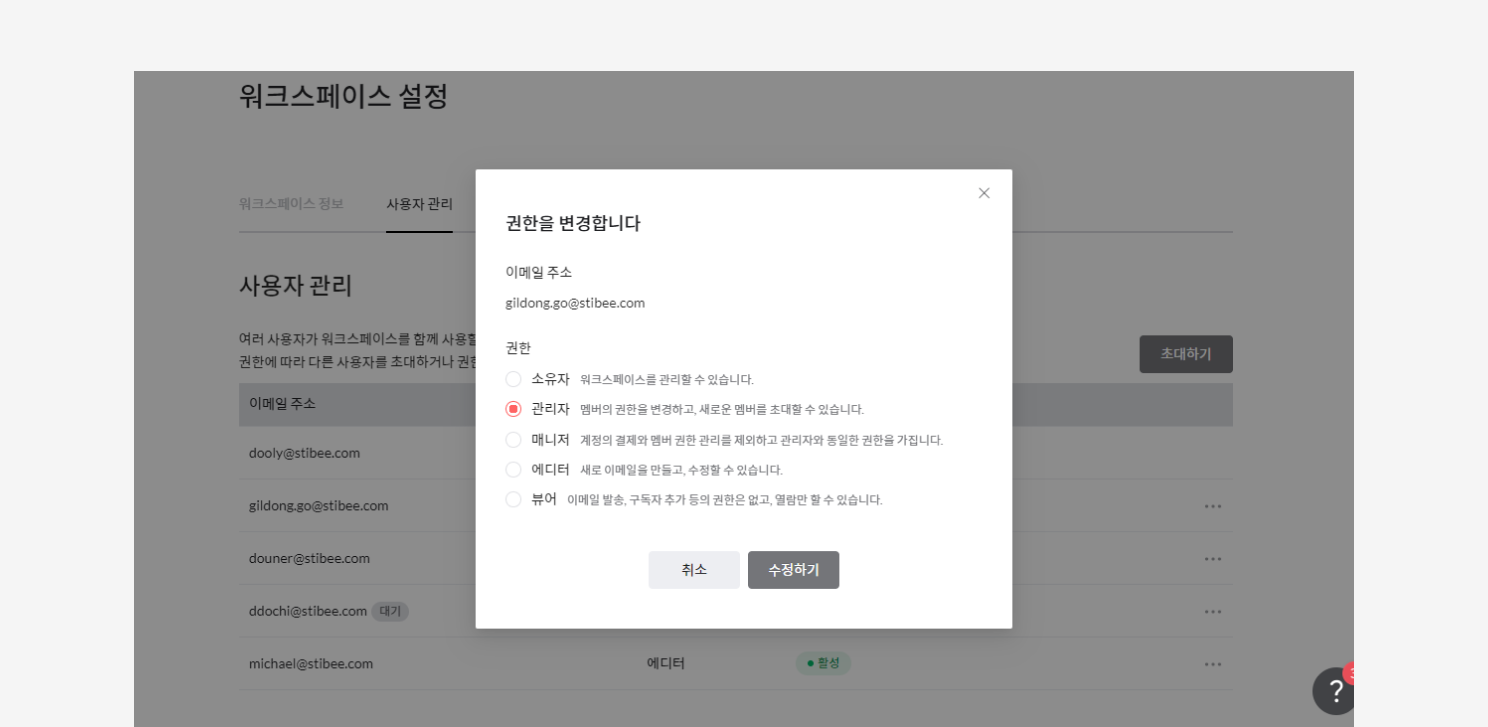 워크스페이스 설정
워크스페이스 정보
사용자 관리
사용자 관리
여러 사용자가 워크스페이스를 함께 사용할
권한에 따라 다른 사용자를 초대하거나 권한
초대하기
이메일 주소
dooly@stibee.com
gildong.go@stibee.com
douner@stibee.com
ddochi@stibee.com 대기
michael@stibee.com 에디터 활성
권한을 변경합니다
이메일 주소
gildong.go@stibee.com
권한
소유자 워크스페이스를 관리할 수 있습니다.
관리자 멤버의 권한을 변경하고, 새로운 멤버를 초대할 수 있습니다.
매니저 계정의 결제와 멤버 권한 관리를 제외하고 관리자와 동일한 권한을 가집니다.
에디터 새로 이메일을 만들고, 수정할 수 있습니다.
뷰어 이메일 발송, 구독자 추가 등의 권한은 없고, 열람만 할 수 있습니다.
취소
수정하기
?